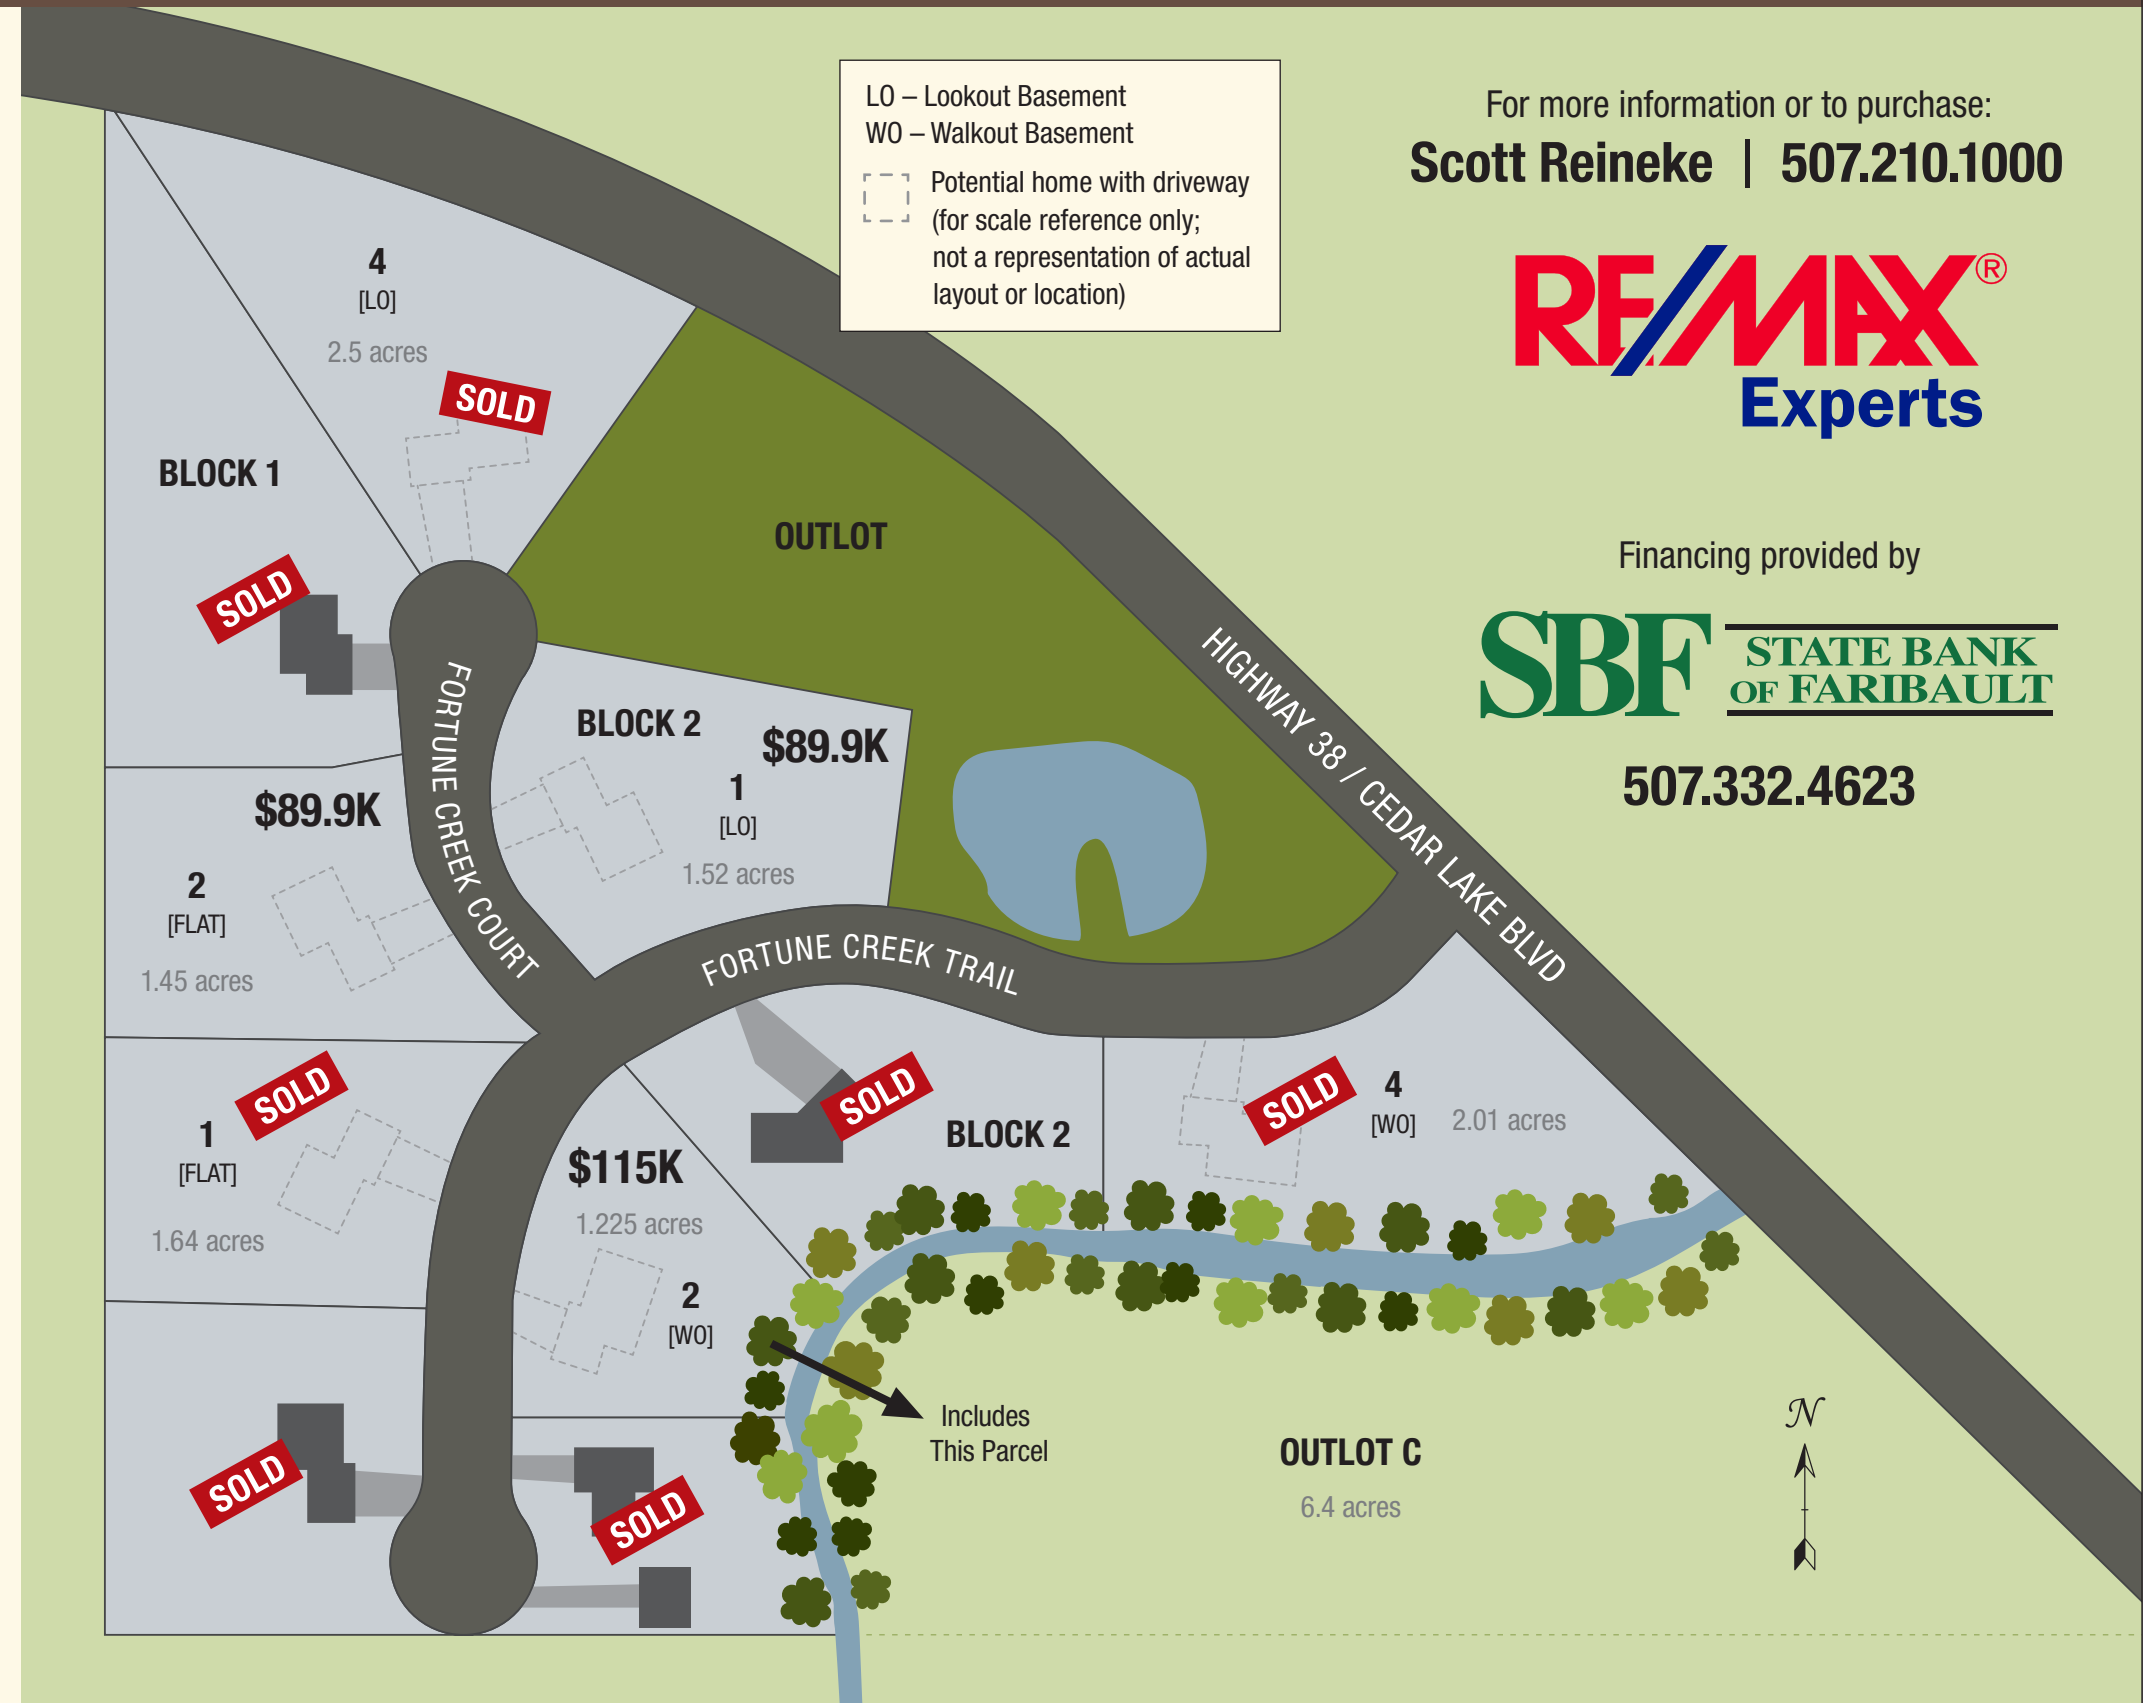 LO – Lookout Basement
WO – Walkout Basement
Potential home with driveway
(for scale reference only;
not a representation of actual
layout or location)
For more information or to purchase:
Scott Reineke | 507.210.1000
RE/MAX®
Experts
Financing provided by
SBF
STATE BANK
OF FARIBAULT
507.332.4623
4
[LO]
2.5 acres
SOLD
BLOCK 1
SOLD
OUTLOT
HIGHWAY 38 / CEDAR LAKE BLVD
FORTUNE CREEK COURT
BLOCK 2
$89.9K
1
[LO]
1.52 acres
$89.9K
2
[FLAT]
1.45 acres
FORTUNE CREEK TRAIL
SOLD
1
[FLAT]
1.64 acres
SOLD
BLOCK 2
SOLD
4
[WO]
2.01 acres
$115K
1.225 acres
2
[WO]
Includes
This Parcel
OUTLOT C
6.4 acres
N
SOLD
SOLD